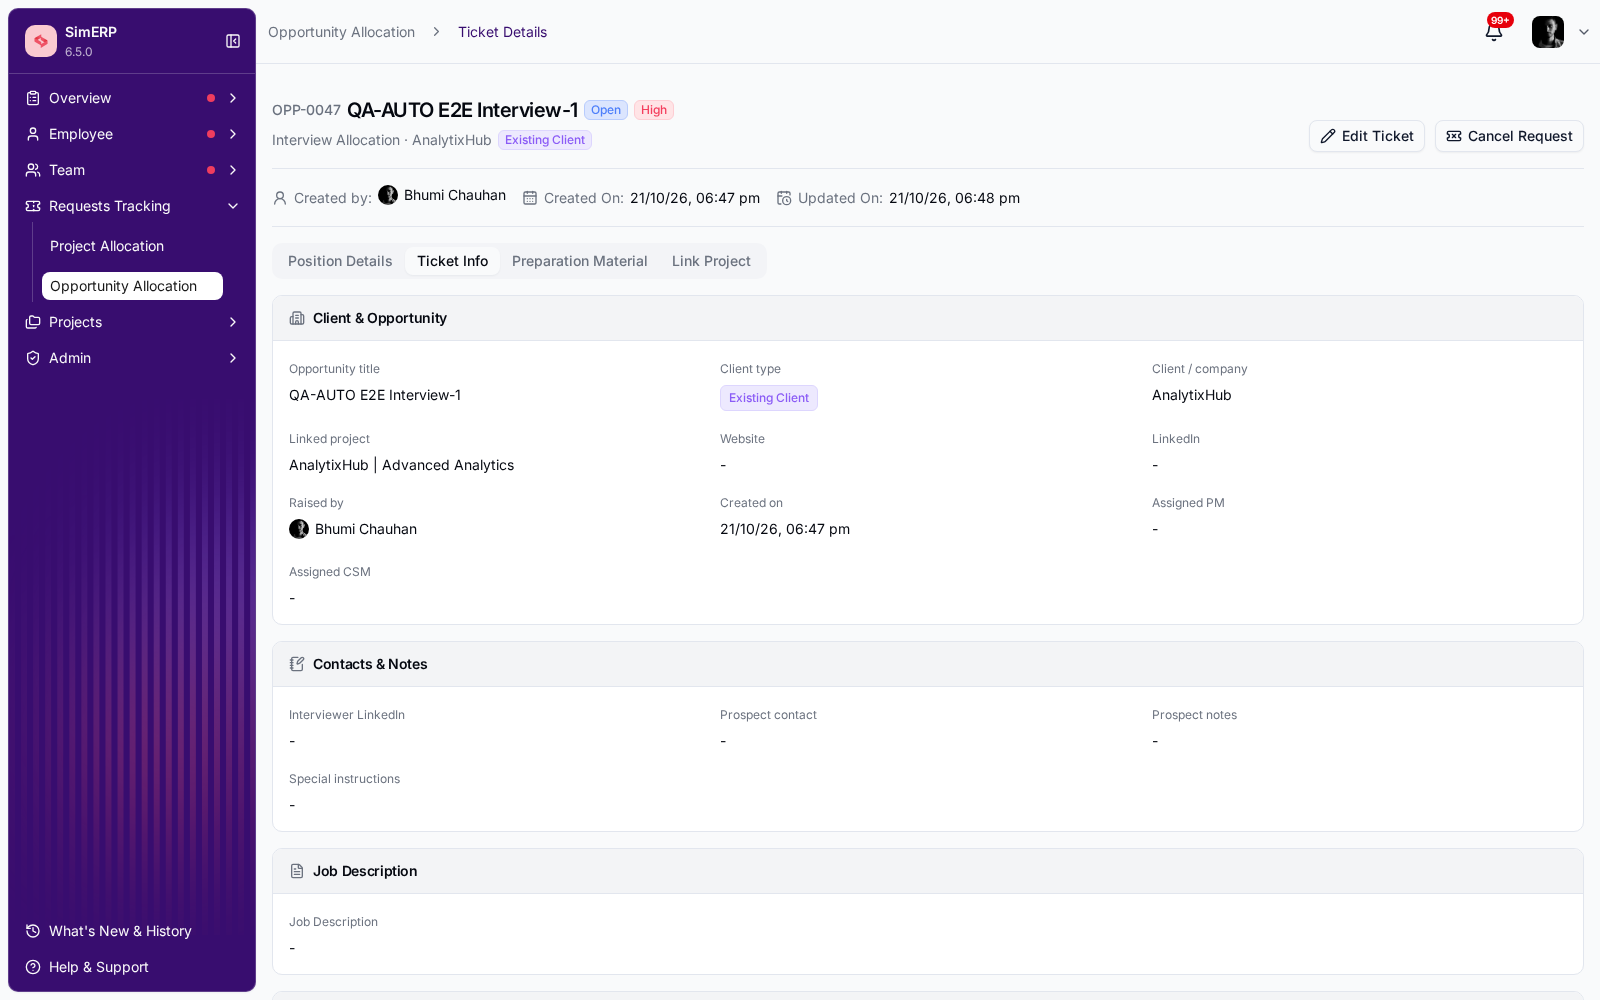 SimERP
6.5.0
Overview
Employee
Team
Requests Tracking
Project Allocation
Opportunity Allocation
Projects
Admin
What's New & History
Help & Support
Opportunity Allocation
Ticket Details
99+
OPP-0047 QA-AUTO E2E Interview-1 Open High
Interview Allocation · AnalytixHub Existing Client
Edit Ticket
Cancel Request
Created by: Bhumi Chauhan Created On: 21/10/26, 06:47 pm Updated On: 21/10/26, 06:48 pm
Position Details Ticket Info Preparation Material Link Project
Client & Opportunity
Opportunity title Client type Client / company
QA-AUTO E2E Interview-1 Existing Client AnalytixHub
Linked project Website LinkedIn
AnalytixHub | Advanced Analytics - -
Raised by Created on Assigned PM
Bhumi Chauhan 21/10/26, 06:47 pm -
Assigned CSM
-
Contacts & Notes
Interviewer LinkedIn Prospect contact Prospect notes
- - -
Special instructions
-
Job Description
Job Description
-